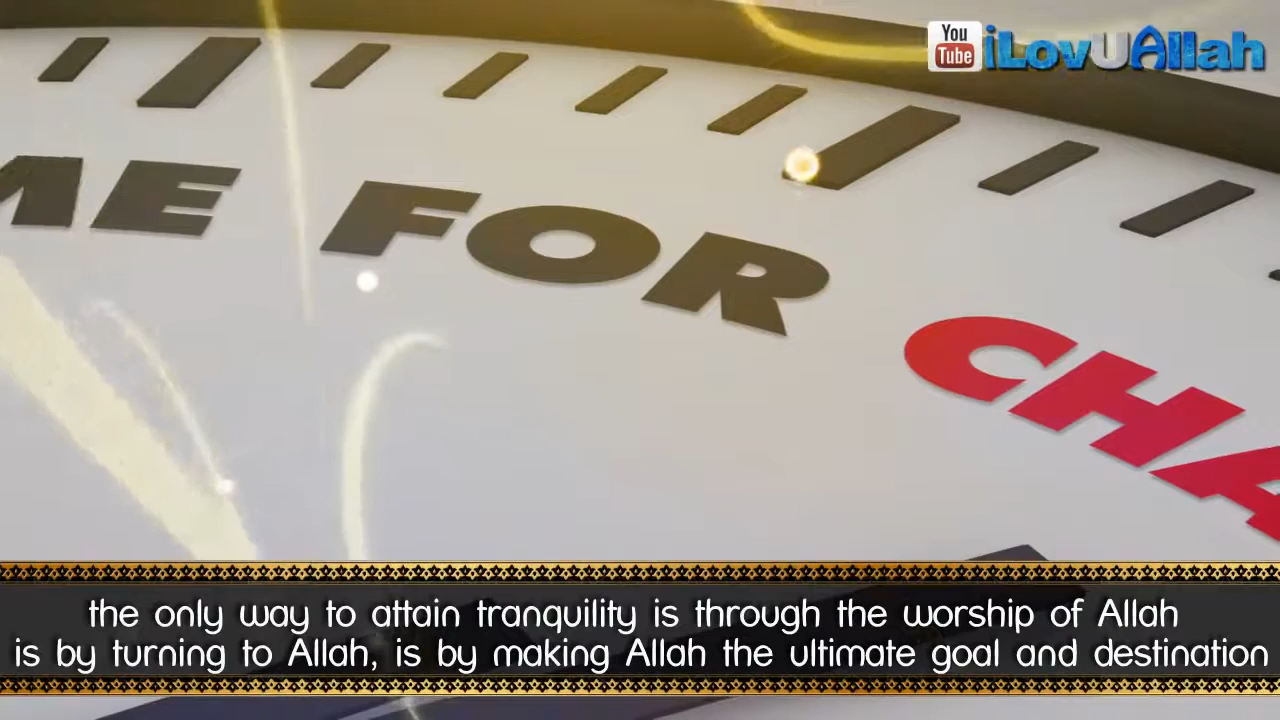 You
Tube
iLovUAllah
ME FOR CHA
the only way to attain tranquility is through the worship of Allah
is by turning to Allah, is by making Allah the ultimate goal and destination